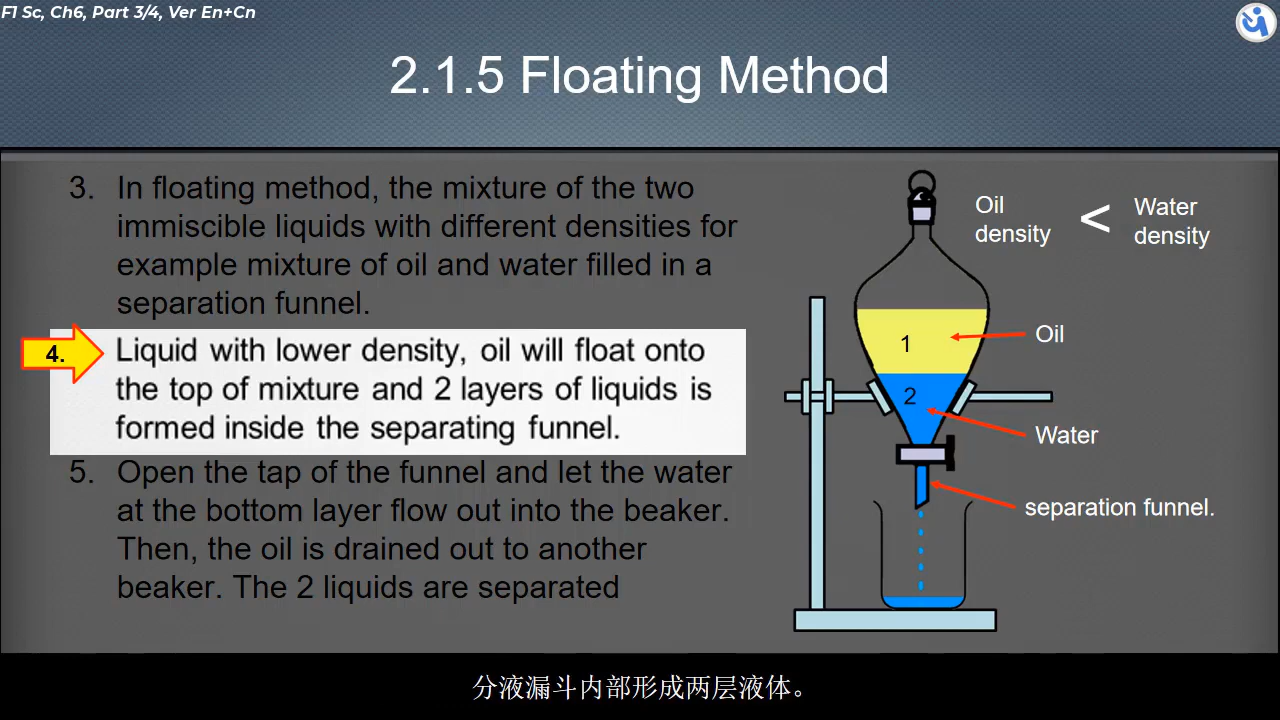 F1 Sc, Ch6, Part 3/4, Ver En+Cn
2.1.5 Floating Method
3. In floating method, the mixture of the two
immiscible liquids with different densities for
example mixture of oil and water filled in a
separation funnel.
4. Liquid with lower density, oil will float onto
the top of mixture and 2 layers of liquids is
formed inside the separating funnel.
5. Open the tap of the funnel and let the water
at the bottom layer flow out into the beaker.
Then, the oil is drained out to another
beaker. The 2 liquids are separated
Oil
density
<
Water
density
1
Oil
2
Water
separation funnel.
分液漏斗内部形成两层液体。